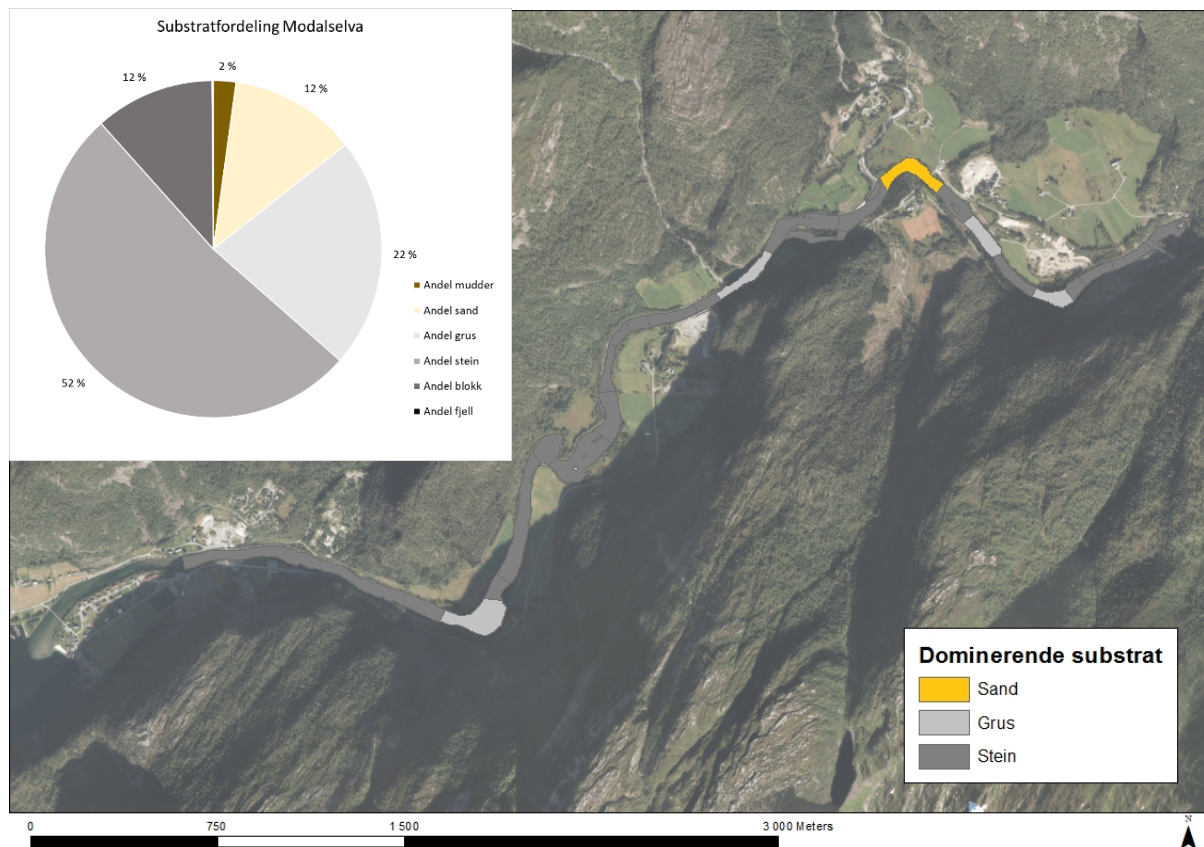 Substratfordeling Modalselva
2 %
12 %
12 %
22 %
52 %
Andel mudder
Andel sand
Andel grus
Andel stein
Andel blokk
Andel fjell
Dominerende substrat
Sand
Grus
Stein
0 750 1 500 3 000 Meters
N